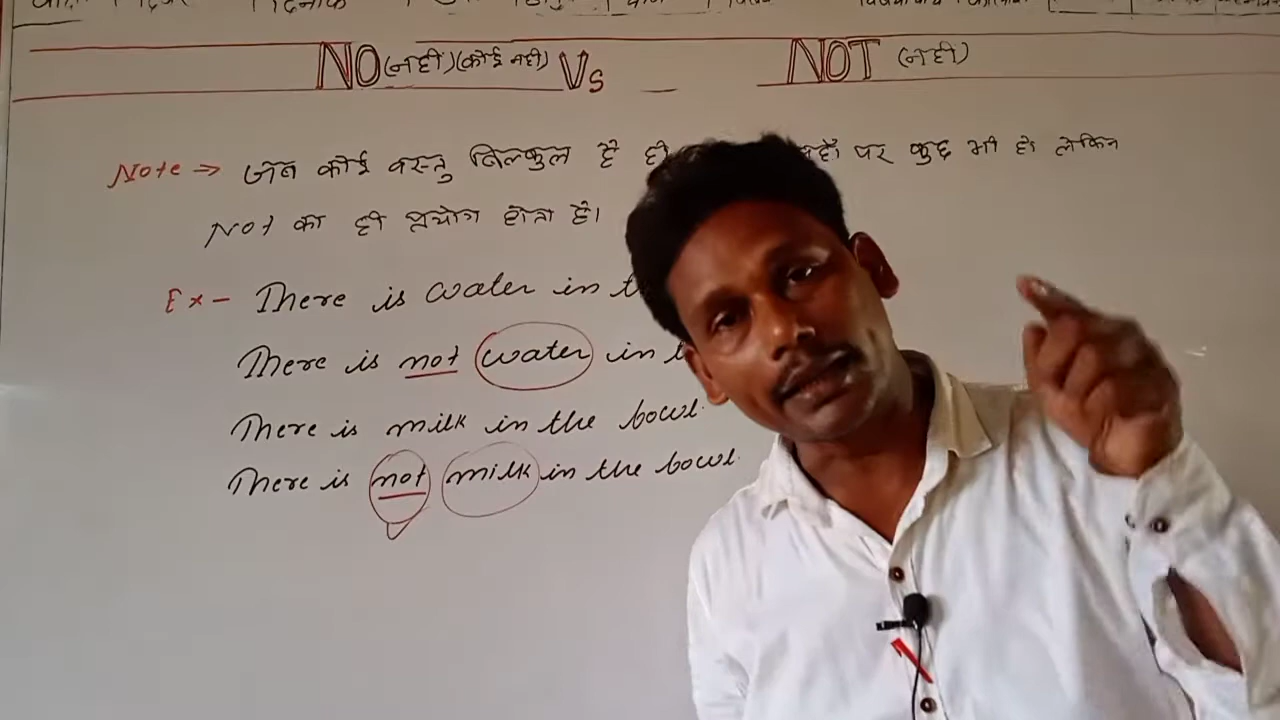 NO (नहीं) (कोई नहीं) Vs NOT (नहीं)
Note → जब कोई वस्तु बिल्कुल है ही पर कुछ भी हो लेकिन
Not का ही प्रयोग होता है।
Ex- There is water in
There is not water in
There is milk in the bowl.
There is not milk in the bowl.